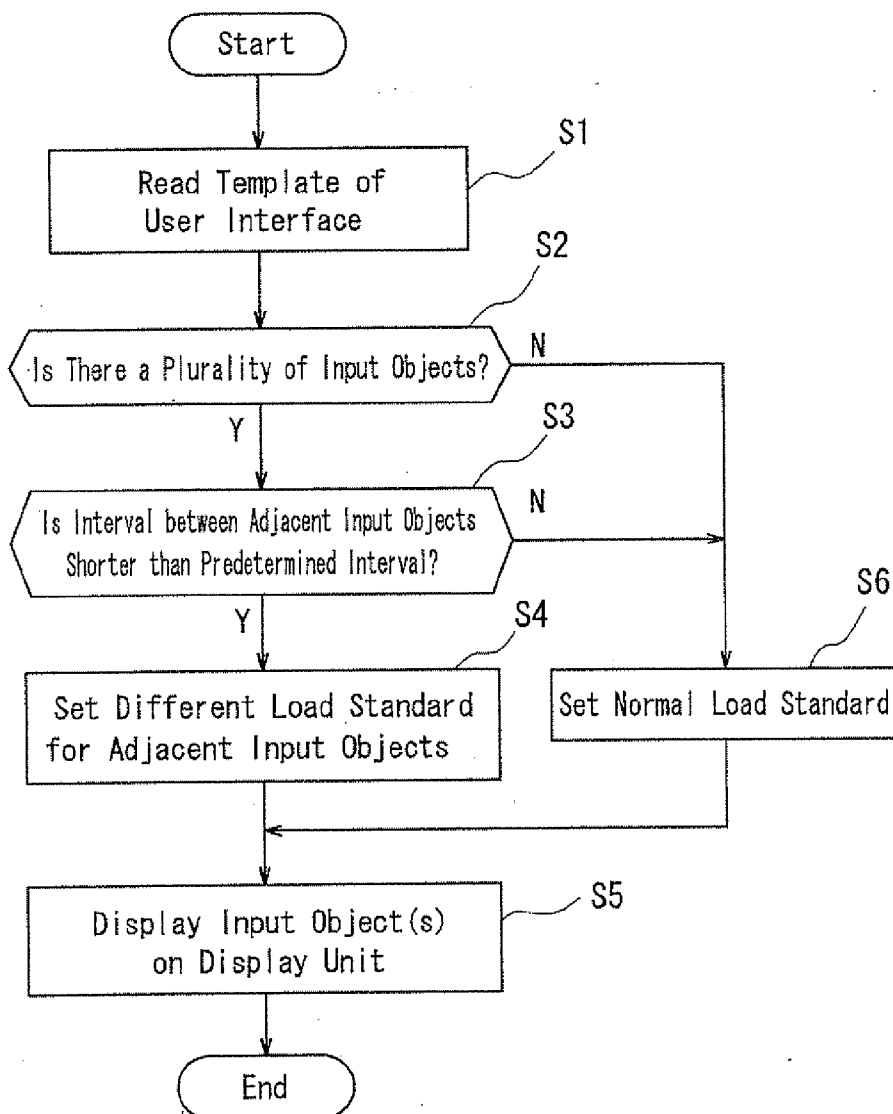 Start
S1
Read Template of
User Interface
S2
Is There a Plurality of Input Objects?
N
Y
S3
Is Interval between Adjacent Input Objects
Shorter than Predetermined Interval?
N
Y
S4
Set Different Load Standard
for Adjacent Input Objects
S6
Set Normal Load Standard
S5
Display Input Object(s)
on Display Unit
End